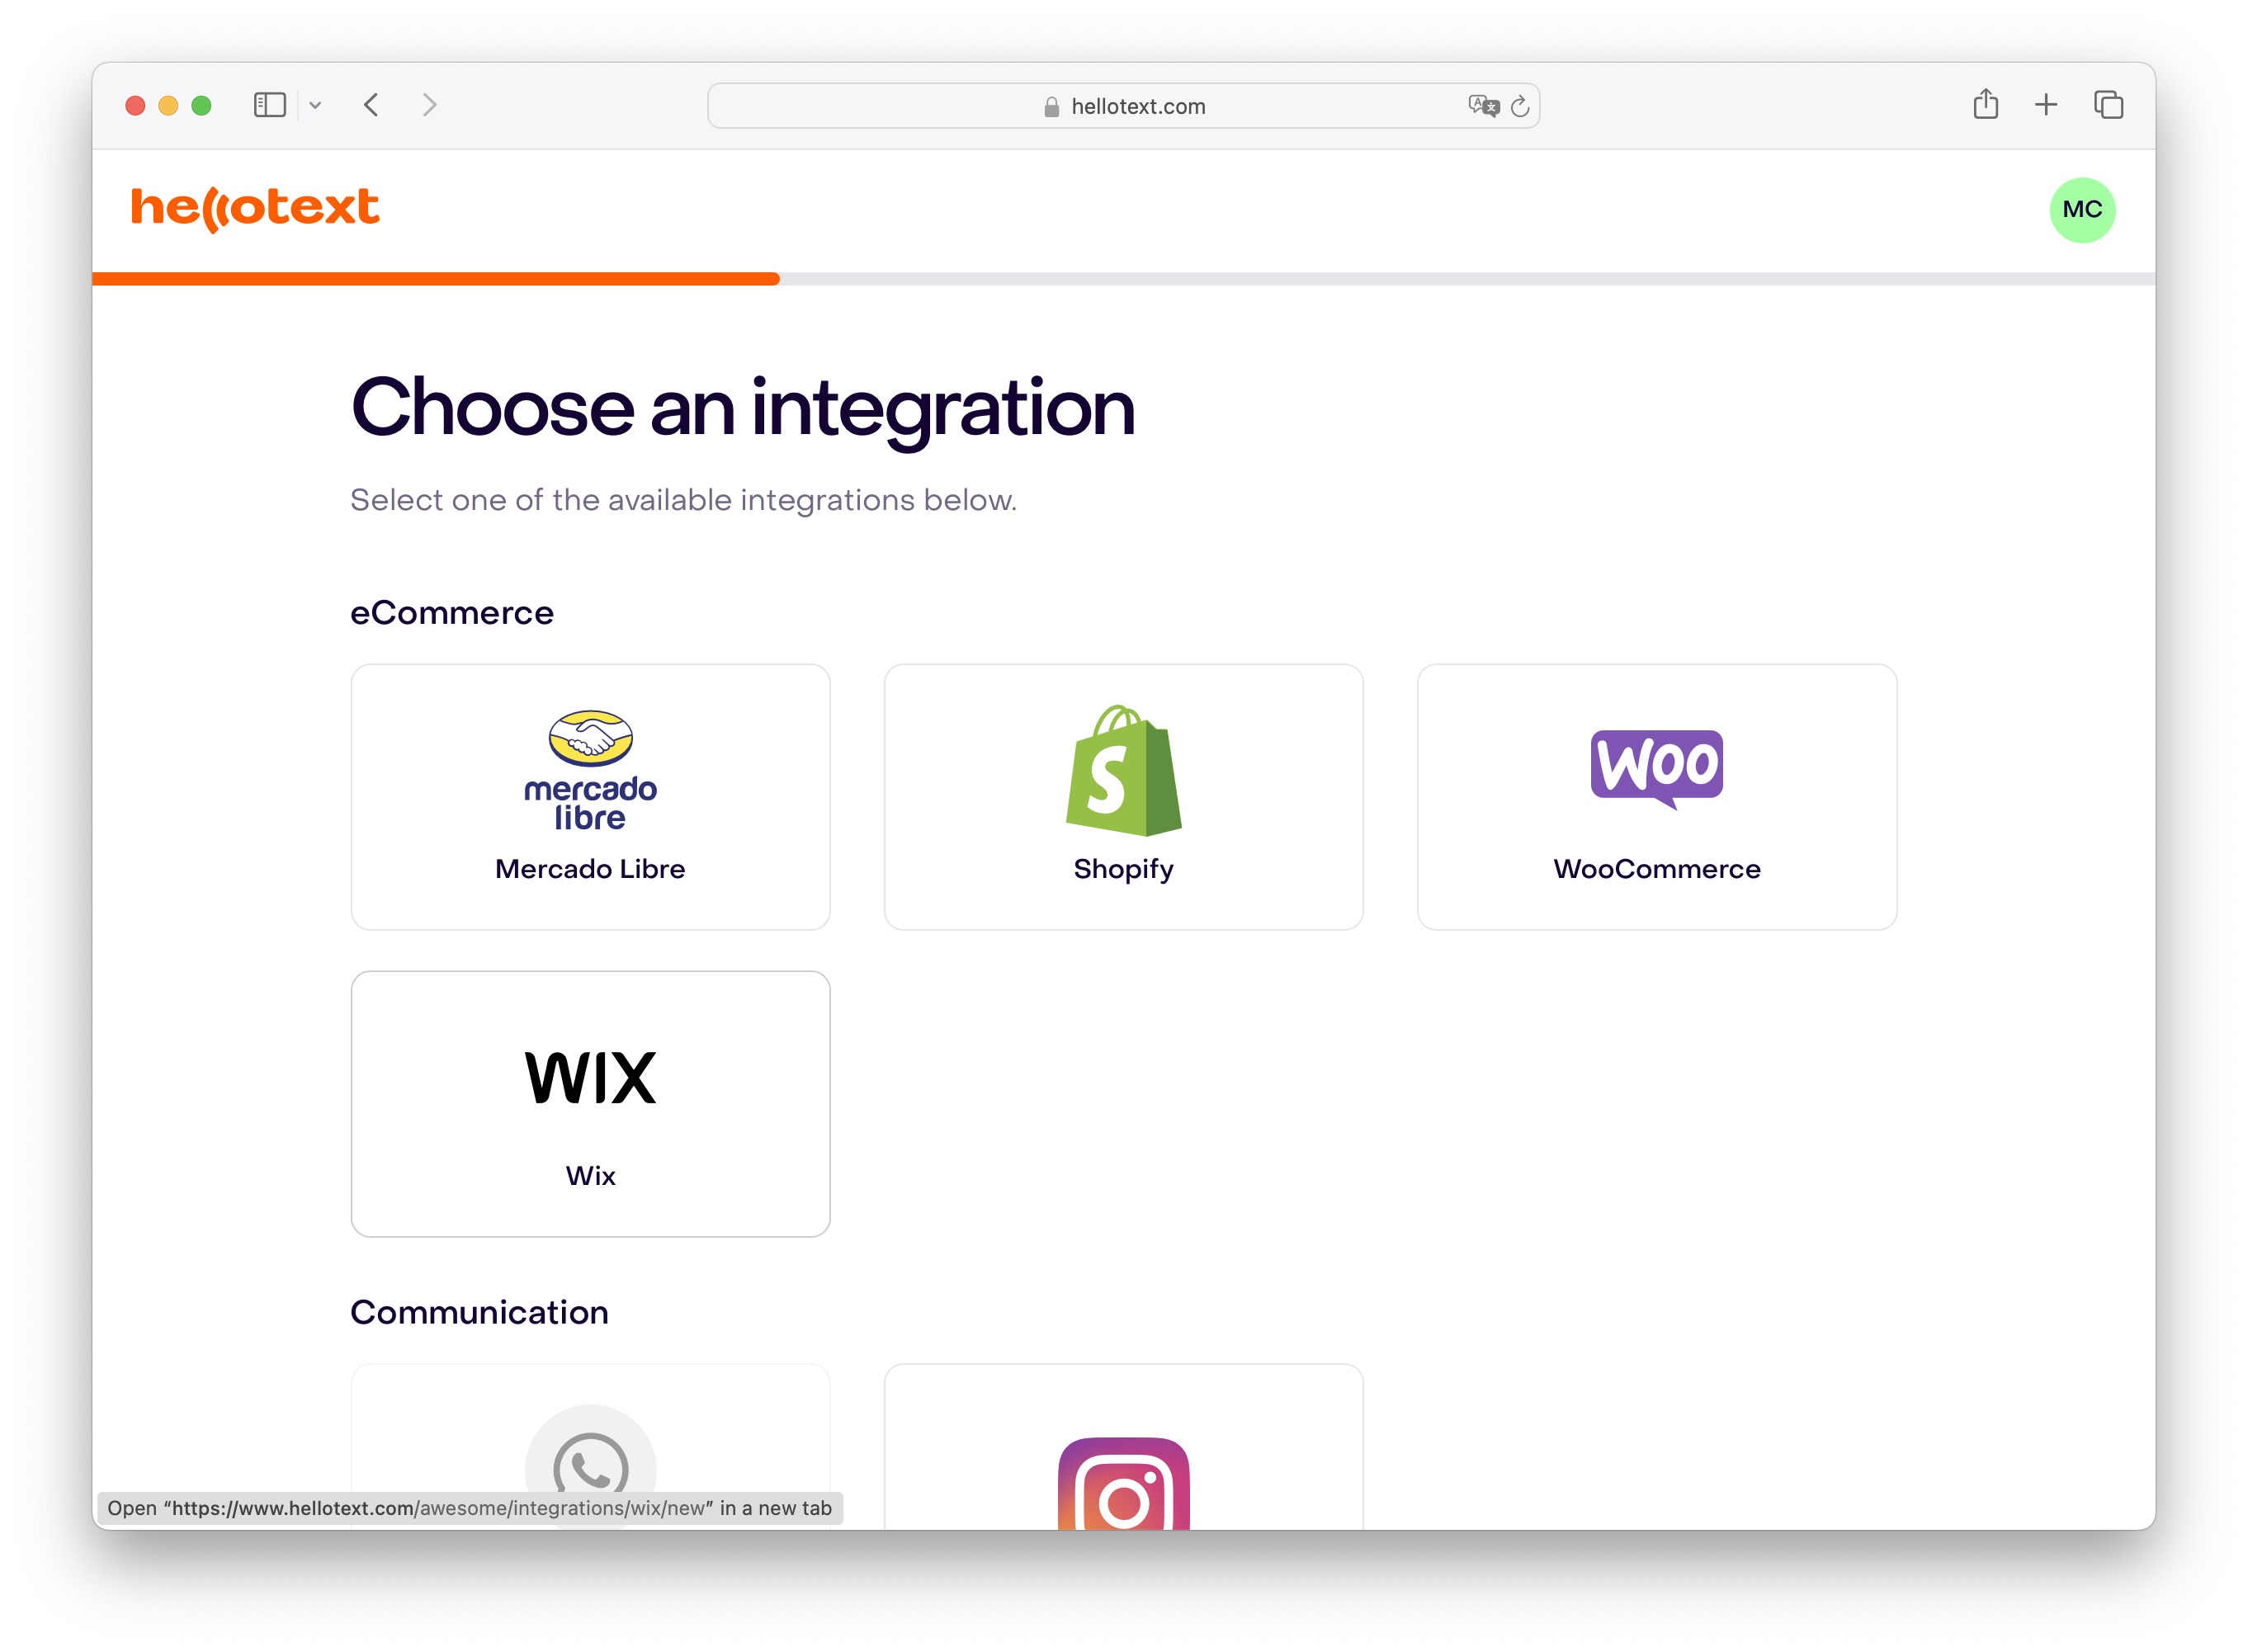 hellotext.com
hellotext
MC
Choose an integration
Select one of the available integrations below.
eCommerce
mercado
libre
Mercado Libre
S
Shopify
WOO
WooCommerce
WIX
Wix
Communication
Open “https://www.hellotext.com/awesome/integrations/wix/new” in a new tab